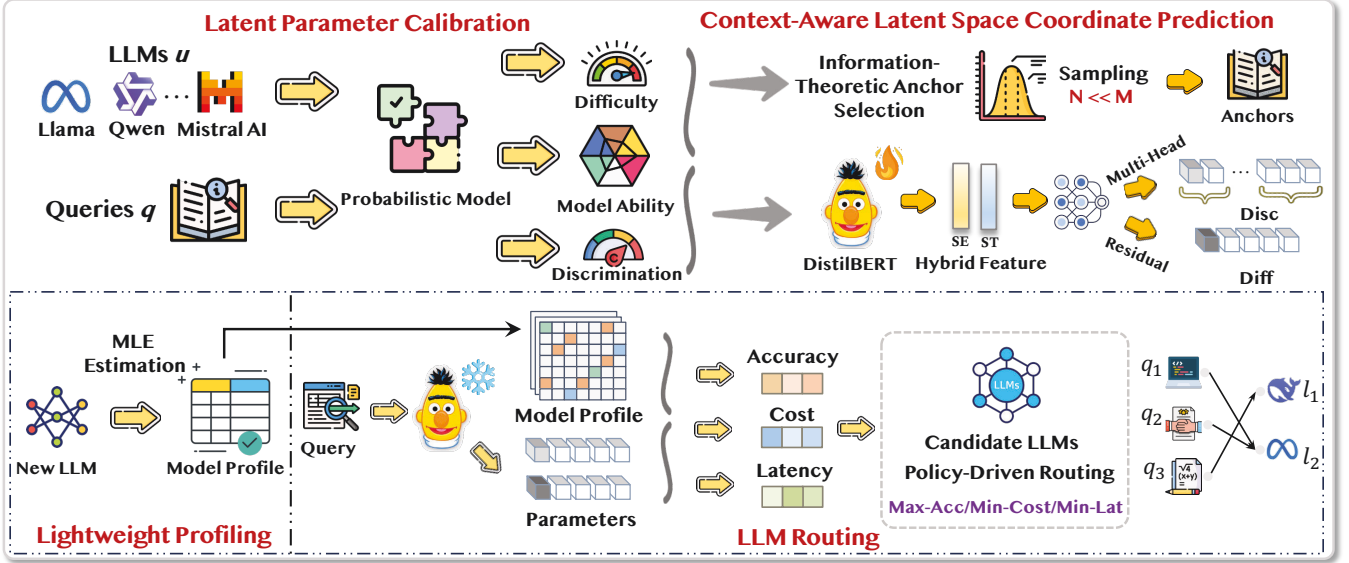 Latent Parameter Calibration
Context-Aware Latent Space Coordinate Prediction
LLMs u
Llama
Qwen
...
Mistral AI
Queries q
Probabilistic Model
Difficulty
Model Ability
Discrimination
Information-
Theoretic Anchor
Selection
Sampling
N << M
Anchors
DistilBERT
SE
ST
Hybrid Feature
Multi-Head
Residual
...
Disc
Diff
MLE
Estimation
New LLM
Model Profile
Lightweight Profiling
Query
Model Profile
Parameters
Accuracy
Cost
Latency
LLMs
Candidate LLMs
Policy-Driven Routing
Max-Acc/Min-Cost/Min-Lat
q1
q2
q3
√4
(x+y)
=
l1
l2
LLM Routing